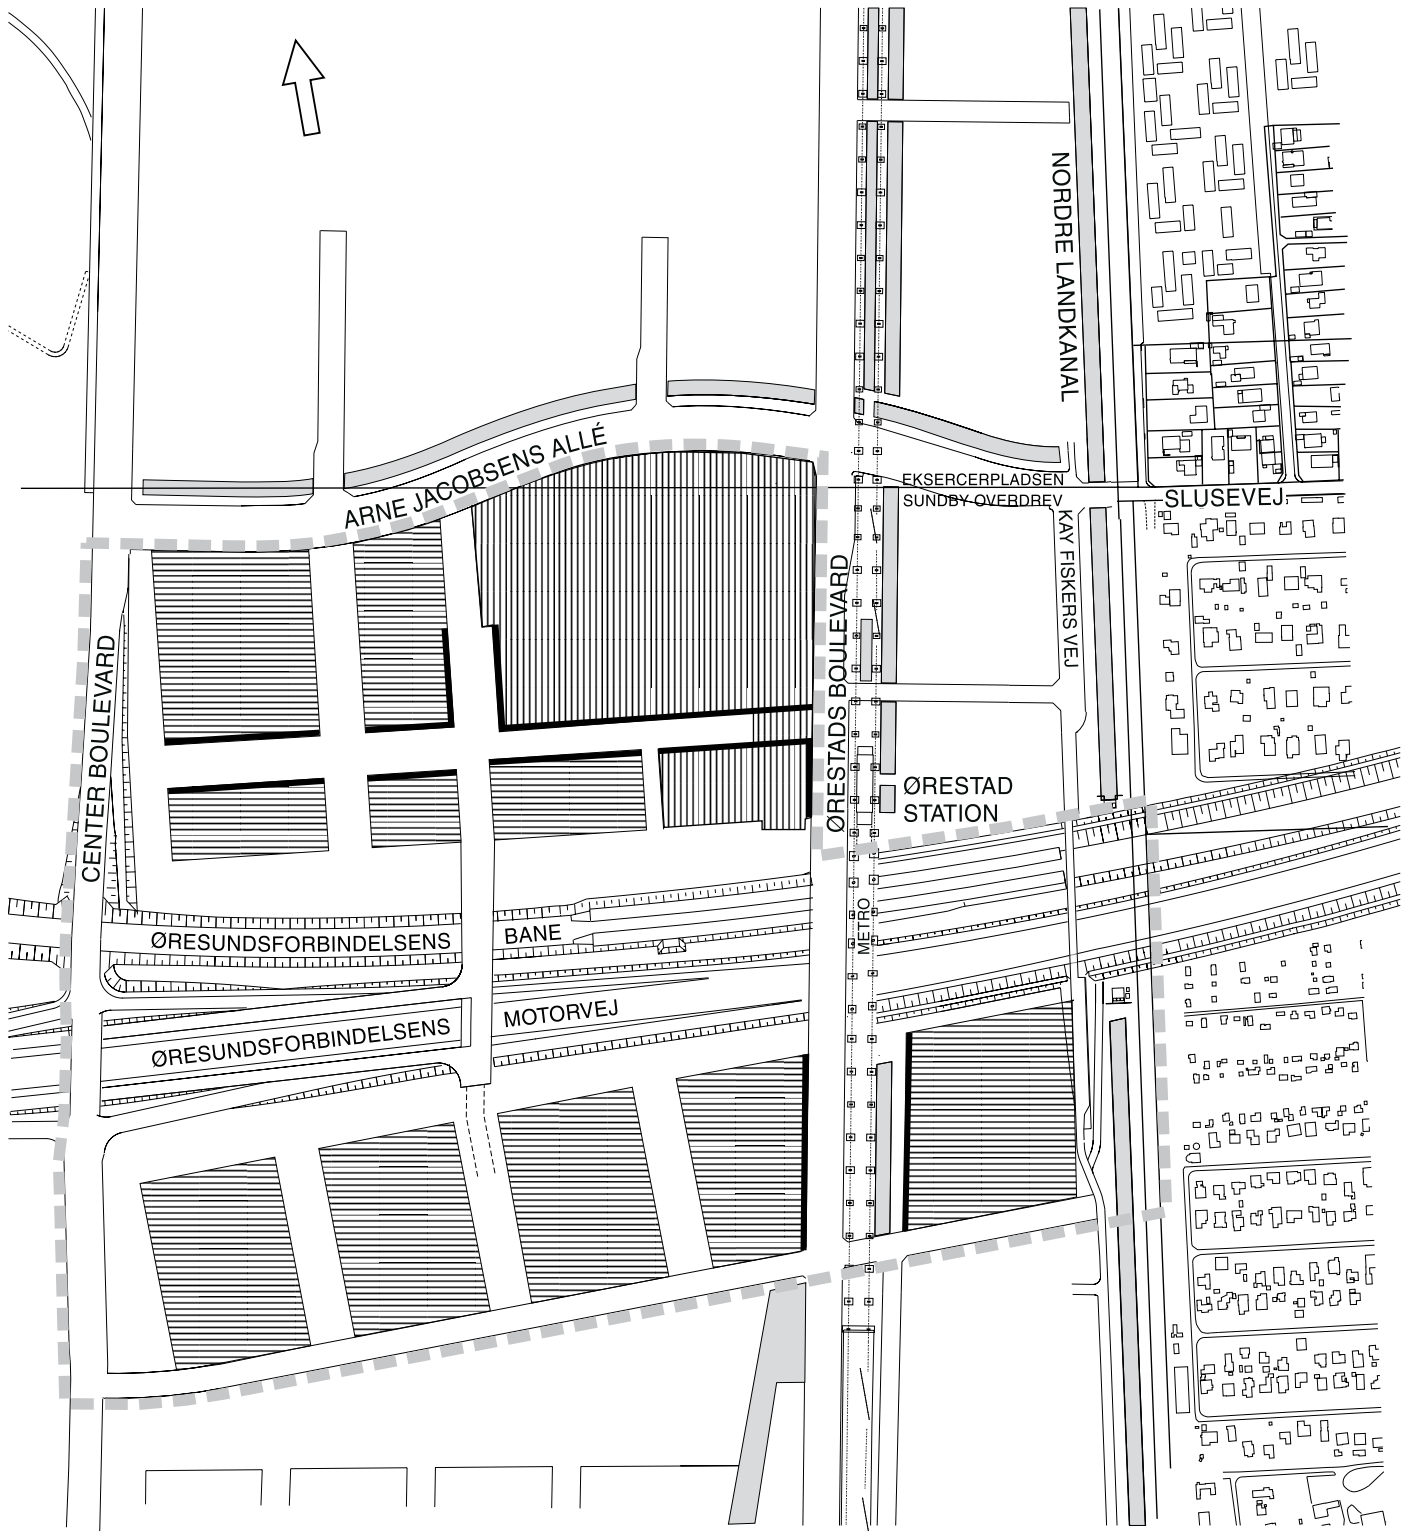 NORDRE LANDKANAL
ARNE JACOBSENS ALLÉ
EKSERCERPLADSEN
SUNDBY OVERDREV
SLUSEVEJ
KAY FISKERS VEJ
CENTER BOULEVARD
ØRESTADS BOULEVARD
ØRESTAD
STATION
METRO
ØRESUNDSFORBINDELSENS BANE
ØRESUNDSFORBINDELSENS MOTORVEJ